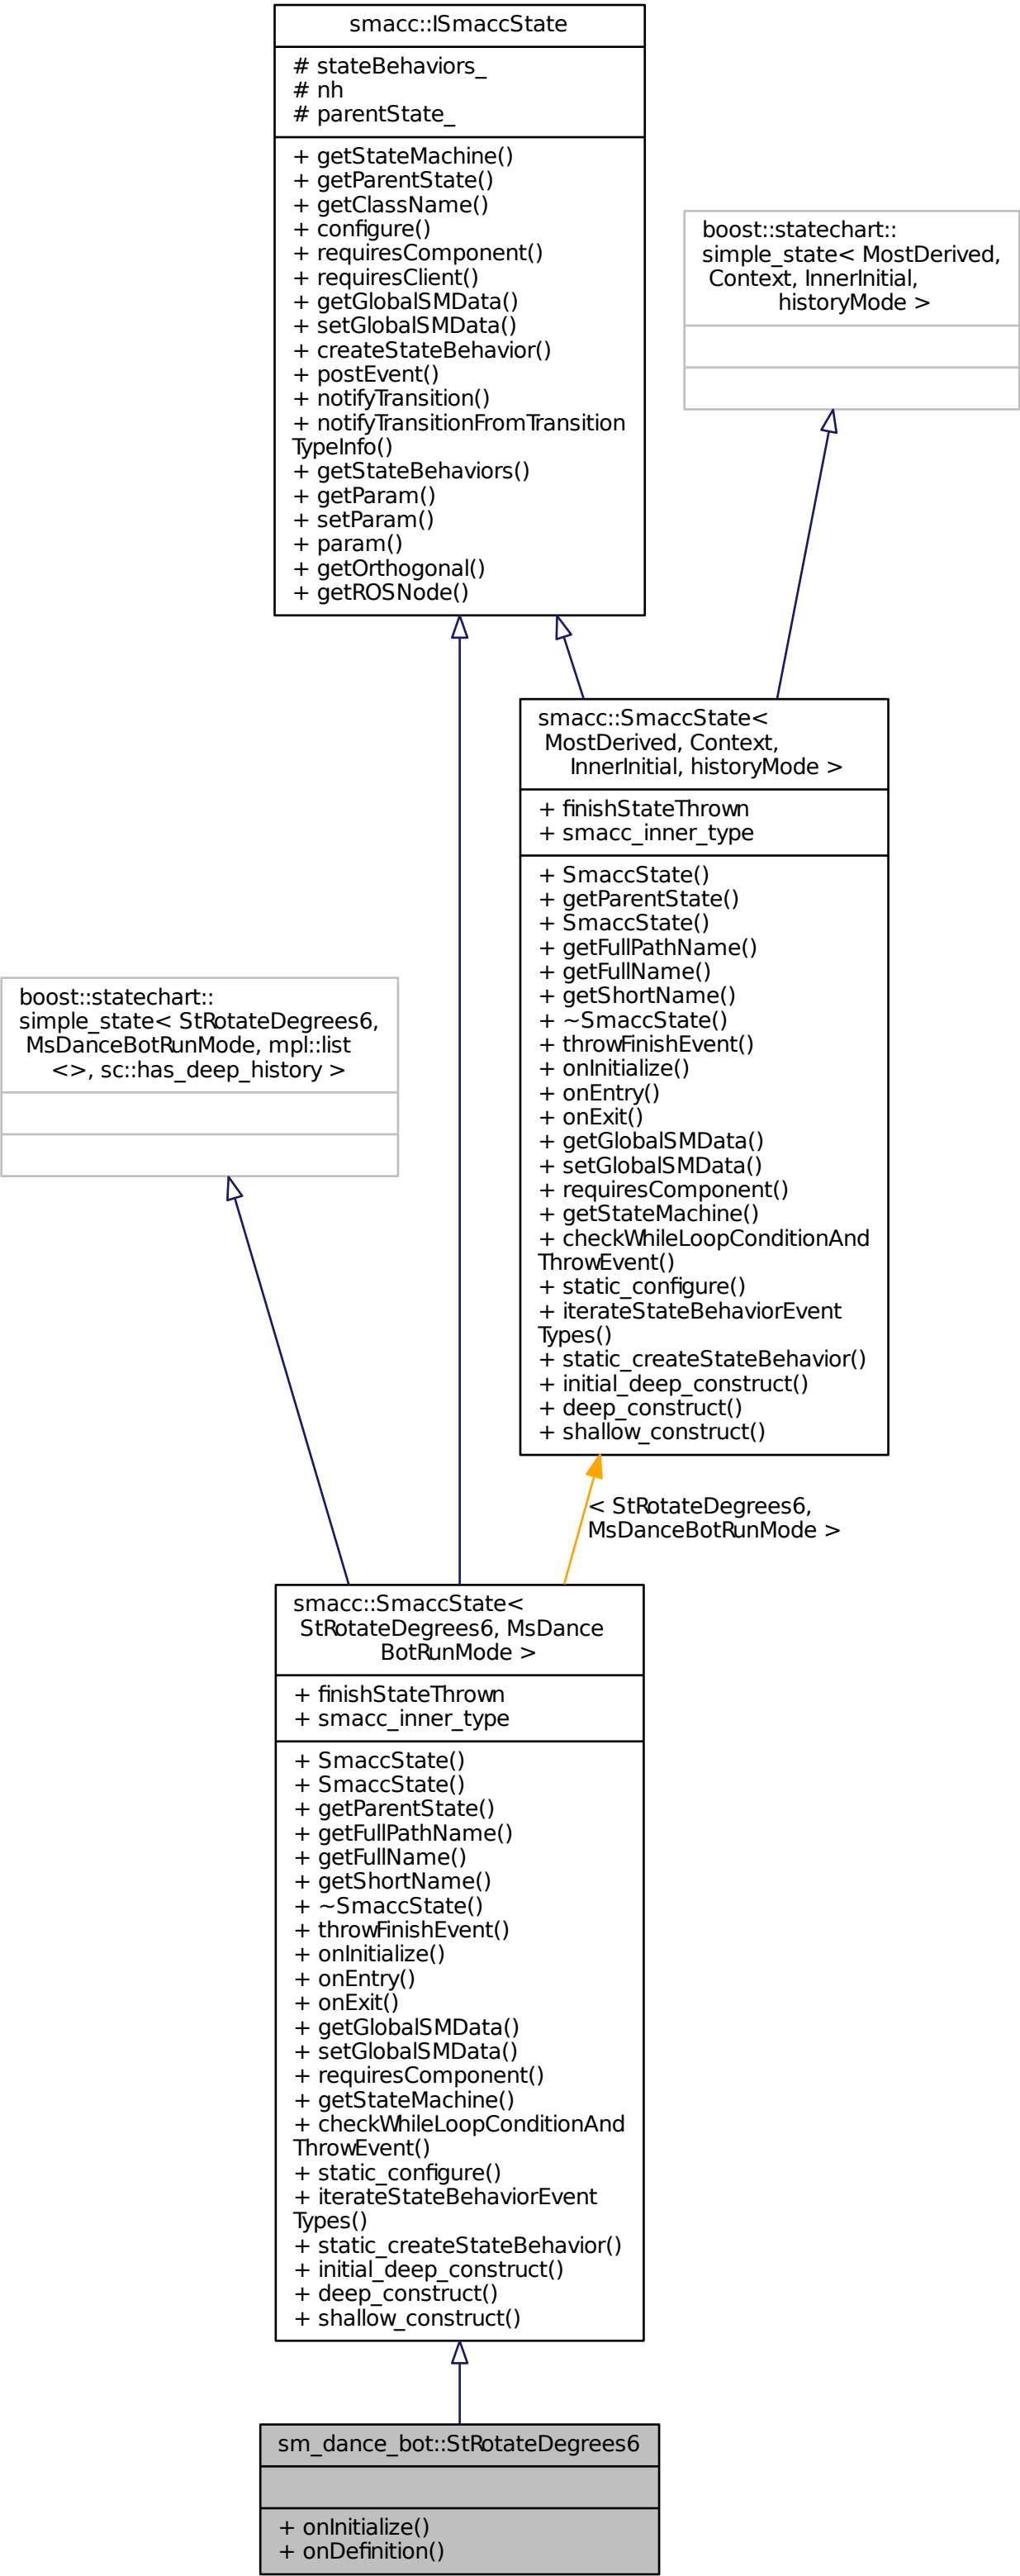 smacc::ISmaccState
# stateBehaviors_
# nh
# parentState_
+ getStateMachine()
+ getParentState()
+ getClassName()
+ configure()
+ requiresComponent()
+ requiresClient()
+ getGlobalSMData()
+ setGlobalSMData()
+ createStateBehavior()
+ postEvent()
+ notifyTransition()
+ notifyTransitionFromTransition
TypeInfo()
+ getStateBehaviors()
+ getParam()
+ setParam()
+ param()
+ getOrthogonal()
+ getROSNode()
boost::statechart::
simple_state< MostDerived,
Context, InnerInitial,
historyMode >
smacc::SmaccState<
MostDerived, Context,
InnerInitial, historyMode >
+ finishStateThrown
+ smacc_inner_type
+ SmaccState()
+ getParentState()
+ SmaccState()
+ getFullPathName()
+ getFullName()
+ getShortName()
+ ~SmaccState()
+ throwFinishEvent()
+ onInitialize()
+ onEntry()
+ onExit()
+ getGlobalSMData()
+ setGlobalSMData()
+ requiresComponent()
+ getStateMachine()
+ checkWhileLoopConditionAnd
ThrowEvent()
+ static_configure()
+ iterateStateBehaviorEvent
Types()
+ static_createStateBehavior()
+ initial_deep_construct()
+ deep_construct()
+ shallow_construct()
boost::statechart::
simple_state< StRotateDegrees6,
MsDanceBotRunMode, mpl::list
<>, sc::has_deep_history >
< StRotateDegrees6,
MsDanceBotRunMode >
smacc::SmaccState<
StRotateDegrees6, MsDance
BotRunMode >
+ finishStateThrown
+ smacc_inner_type
+ SmaccState()
+ SmaccState()
+ getParentState()
+ getFullPathName()
+ getFullName()
+ getShortName()
+ ~SmaccState()
+ throwFinishEvent()
+ onInitialize()
+ onEntry()
+ onExit()
+ getGlobalSMData()
+ setGlobalSMData()
+ requiresComponent()
+ getStateMachine()
+ checkWhileLoopConditionAnd
ThrowEvent()
+ static_configure()
+ iterateStateBehaviorEvent
Types()
+ static_createStateBehavior()
+ initial_deep_construct()
+ deep_construct()
+ shallow_construct()
sm_dance_bot::StRotateDegrees6
+ onInitialize()
+ onDefinition()